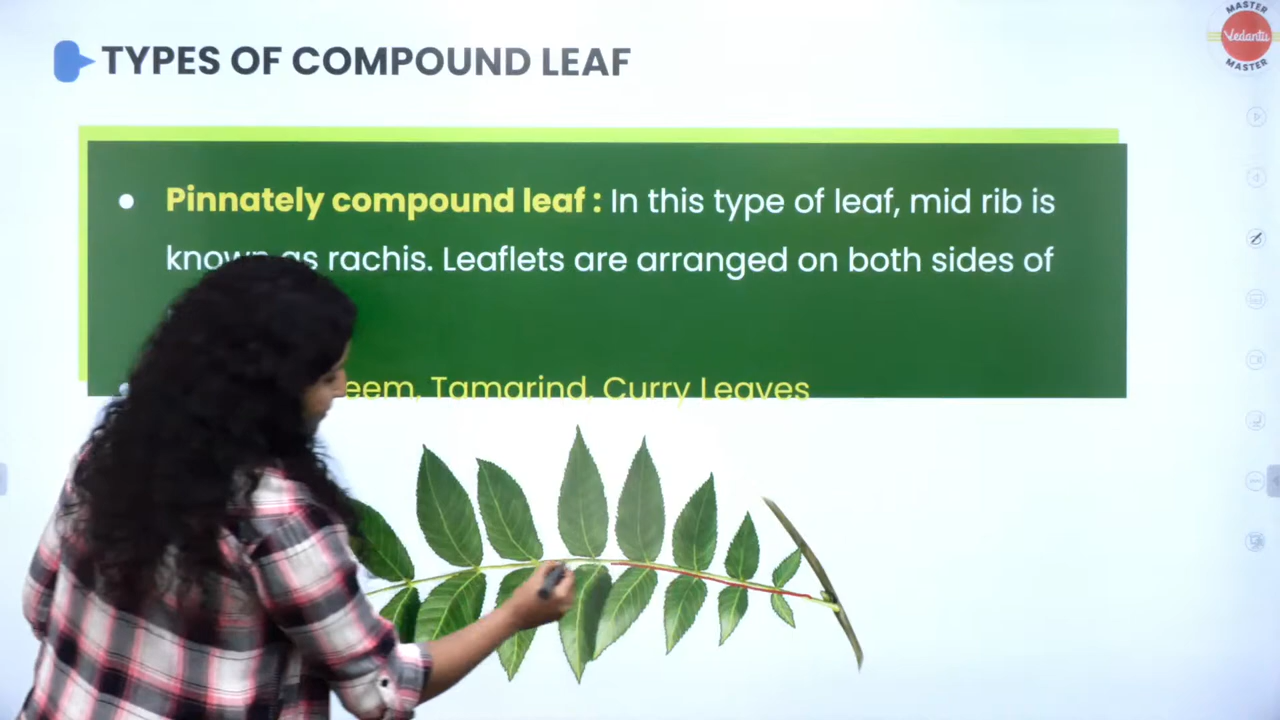 TYPES OF COMPOUND LEAF
MASTER
Vedantu
MASTER
Pinnately compound leaf : In this type of leaf, mid rib is
known as rachis. Leaflets are arranged on both sides of
Tamarind, Curry Leaves